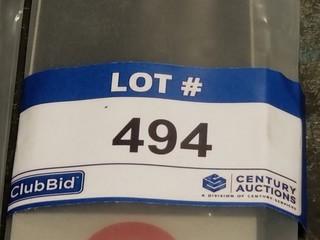 LOT #
494
ClubBid
CENTURY
AUCTIONS
A DIVISION OF CENTURY SERVICES